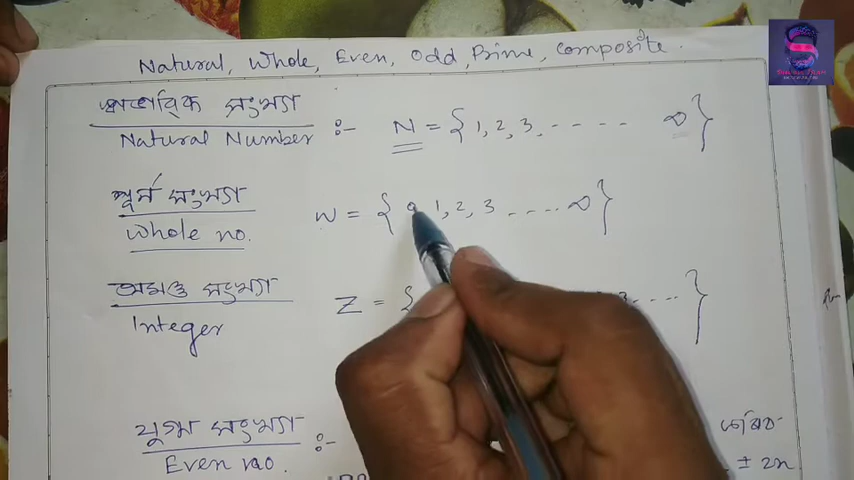 Natural, Whole, Even, Odd, Prime, Composite.
সংখ্যা
Natural Number :- N = {1, 2, 3, ----- ∞}
পূৰ্ণ সংখ্যা
Whole no. W = {0, 1, 2, 3 ..... ∞}
অখণ্ড সংখ্যা
Integer Z = { 3, ....}
যুগ্ম সংখ্যা :-
Even no. ± 2n